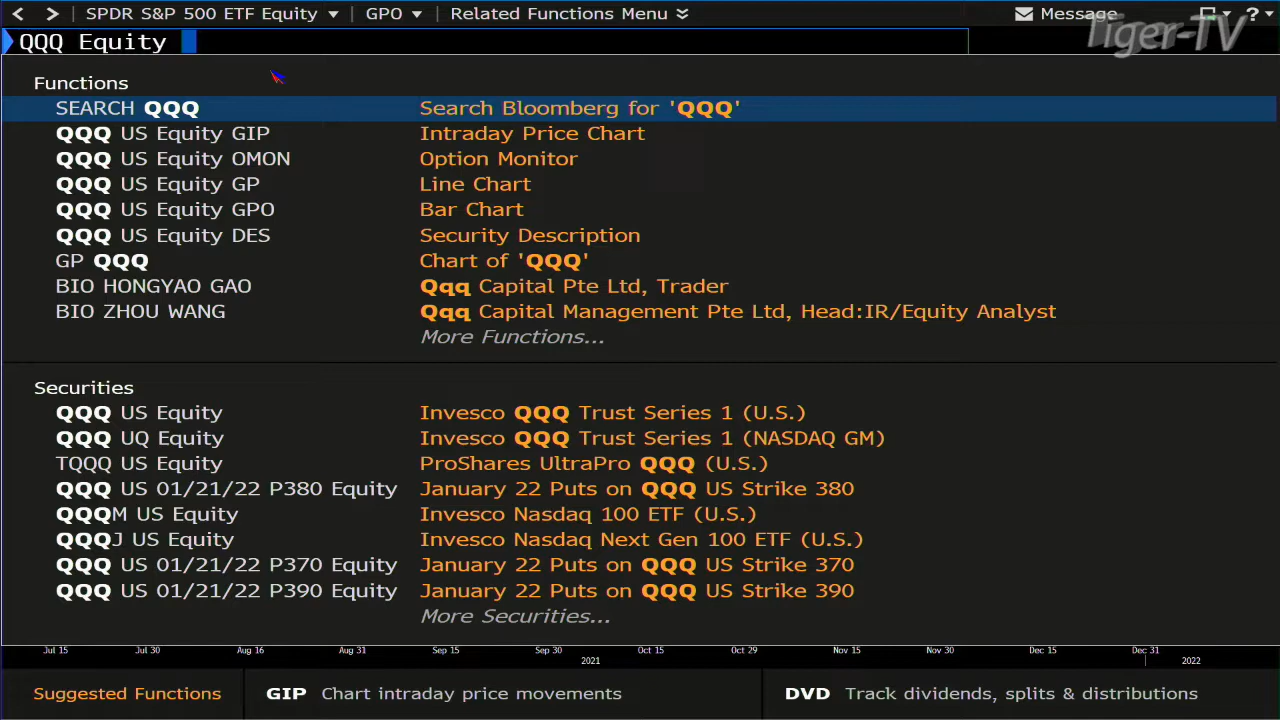 SPDR S&P 500 ETF Equity GPO Related Functions Menu Message ?
Tiger-TV
QQQ Equity
Functions
SEARCH QQQ Search Bloomberg for 'QQQ'
QQQ US Equity GIP Intraday Price Chart
QQQ US Equity OMON Option Monitor
QQQ US Equity GP Line Chart
QQQ US Equity GPO Bar Chart
QQQ US Equity DES Security Description
GP QQQ Chart of 'QQQ'
BIO HONGYAO GAO Qqq Capital Pte Ltd, Trader
BIO ZHOU WANG Qqq Capital Management Pte Ltd, Head:IR/Equity Analyst
More Functions...
Securities
QQQ US Equity Invesco QQQ Trust Series 1 (U.S.)
QQQ UQ Equity Invesco QQQ Trust Series 1 (NASDAQ GM)
TQQQ US Equity ProShares UltraPro QQQ (U.S.)
QQQ US 01/21/22 P380 Equity January 22 Puts on QQQ US Strike 380
QQQM US Equity Invesco Nasdaq 100 ETF (U.S.)
QQQJ US Equity Invesco Nasdaq Next Gen 100 ETF (U.S.)
QQQ US 01/21/22 P370 Equity January 22 Puts on QQQ US Strike 370
QQQ US 01/21/22 P390 Equity January 22 Puts on QQQ US Strike 390
More Securities...
Jul 15 Jul 30 Aug 16 Aug 31 Sep 15 Sep 30 Oct 15 Oct 29 Nov 15 Nov 30 Dec 15 Dec 31
2021 2022
Suggested Functions GIP Chart intraday price movements DVD Track dividends, splits & distributions